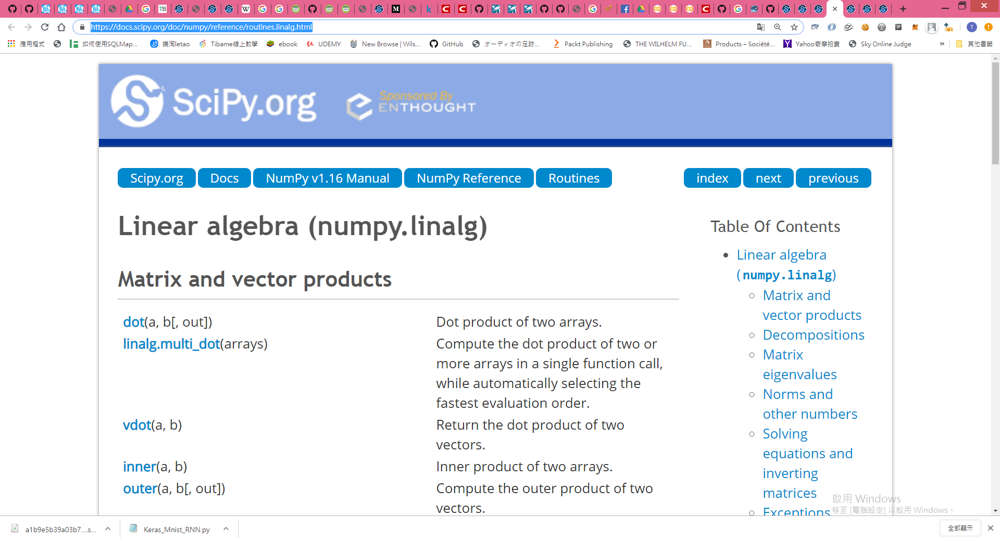 https://docs.scipy.org/doc/numpy/reference/routines.linalg.html
應用程式
如何使用SQLMap...
樂淘letao
Tibame線上教學
ebook
UDEMY
New Browse | Wils...
GitHub
オーディオの足跡...
Packt Publishing
THE WILHELM FU...
Products – Société...
Yahoo奇摩拍賣
Sky Online Judge
»
其他書籤
SciPy.org
Sponsored By
ENTHOUGHT
Scipy.org
Docs
NumPy v1.16 Manual
NumPy Reference
Routines
index
next
previous
Linear algebra (numpy.linalg)
Matrix and vector products
dot(a, b[, out])
Dot product of two arrays.
linalg.multi_dot(arrays)
Compute the dot product of two or
more arrays in a single function call,
while automatically selecting the
fastest evaluation order.
vdot(a, b)
Return the dot product of two
vectors.
inner(a, b)
Inner product of two arrays.
outer(a, b[, out])
Compute the outer product of two
vectors.
Table Of Contents
Linear algebra
(numpy.linalg)
Matrix and
vector products
Decompositions
Matrix
eigenvalues
Norms and
other numbers
Solving
equations and
inverting
matrices
Exceptions
啟用 Windows
移至 [電腦設定] 以啟用 Windows。
a1b9e5b39a03b7....s...
Keras_Mnist_RNN.py
全部顯示